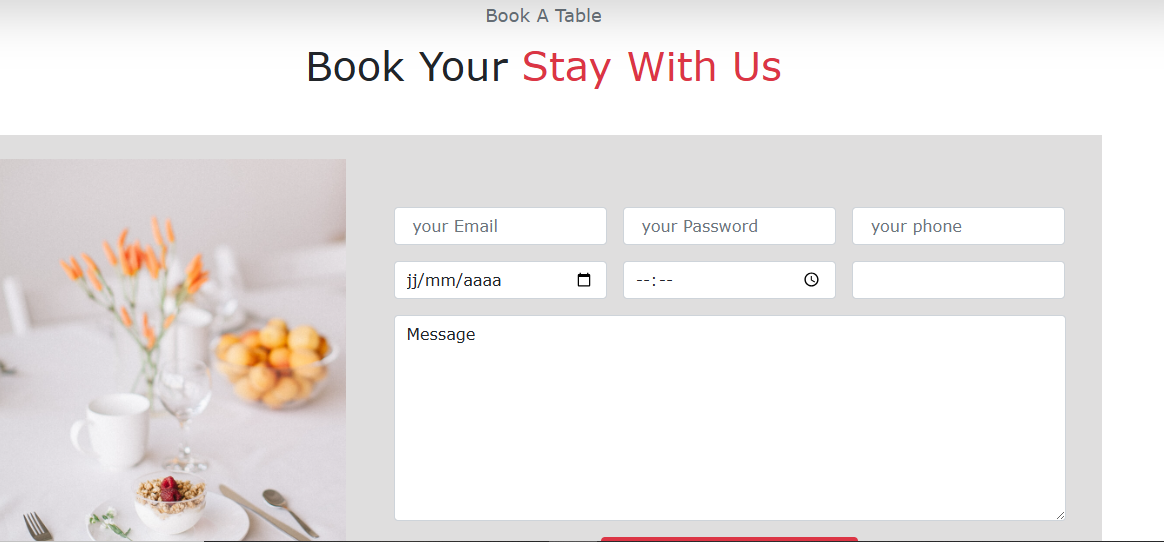 Book A Table
Book Your Stay With Us
your Email
your Password
your phone
jj/mm/aaaa
--:--
Message